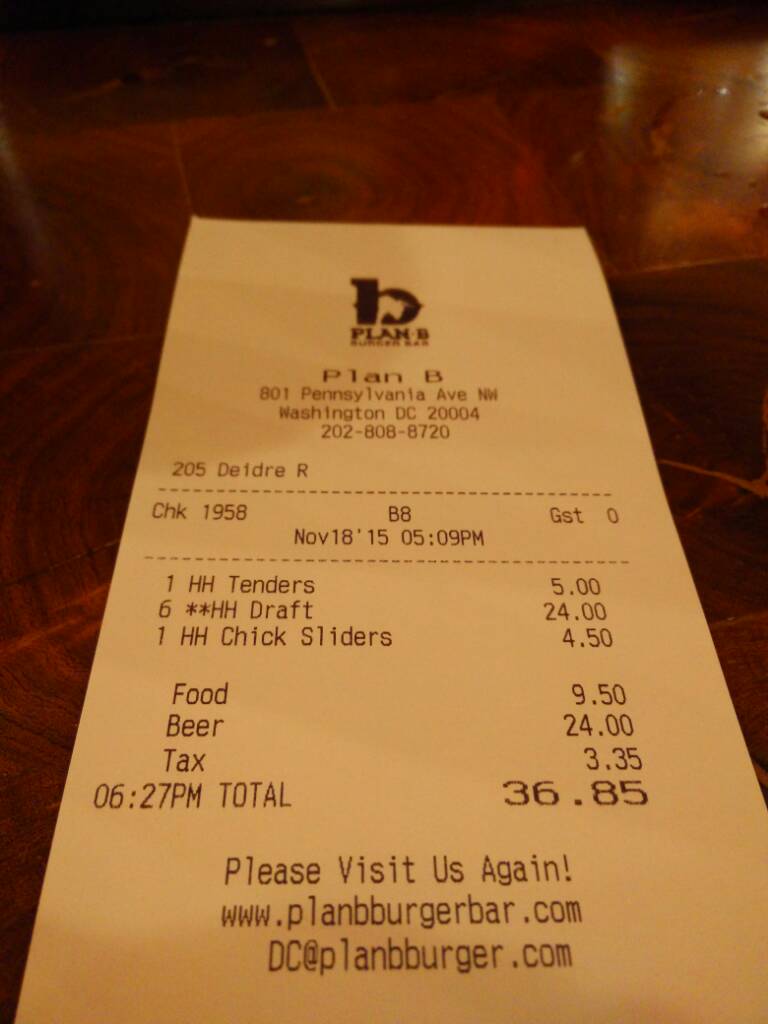 b
PLAN·B
BURGER BAR
Plan B
801 Pennsylvania Ave NW
Washington DC 20004
202-808-8720
205 Deidre R
Chk 1958 B8 Gst 0
Nov18'15 05:09PM
1 HH Tenders 5.00
6 **HH Draft 24.00
1 HH Chick Sliders 4.50
Food 9.50
Beer 24.00
Tax 3.35
06:27PM TOTAL 36.85
Please Visit Us Again!
www.planbburgerbar.com
DC@planbburger.com